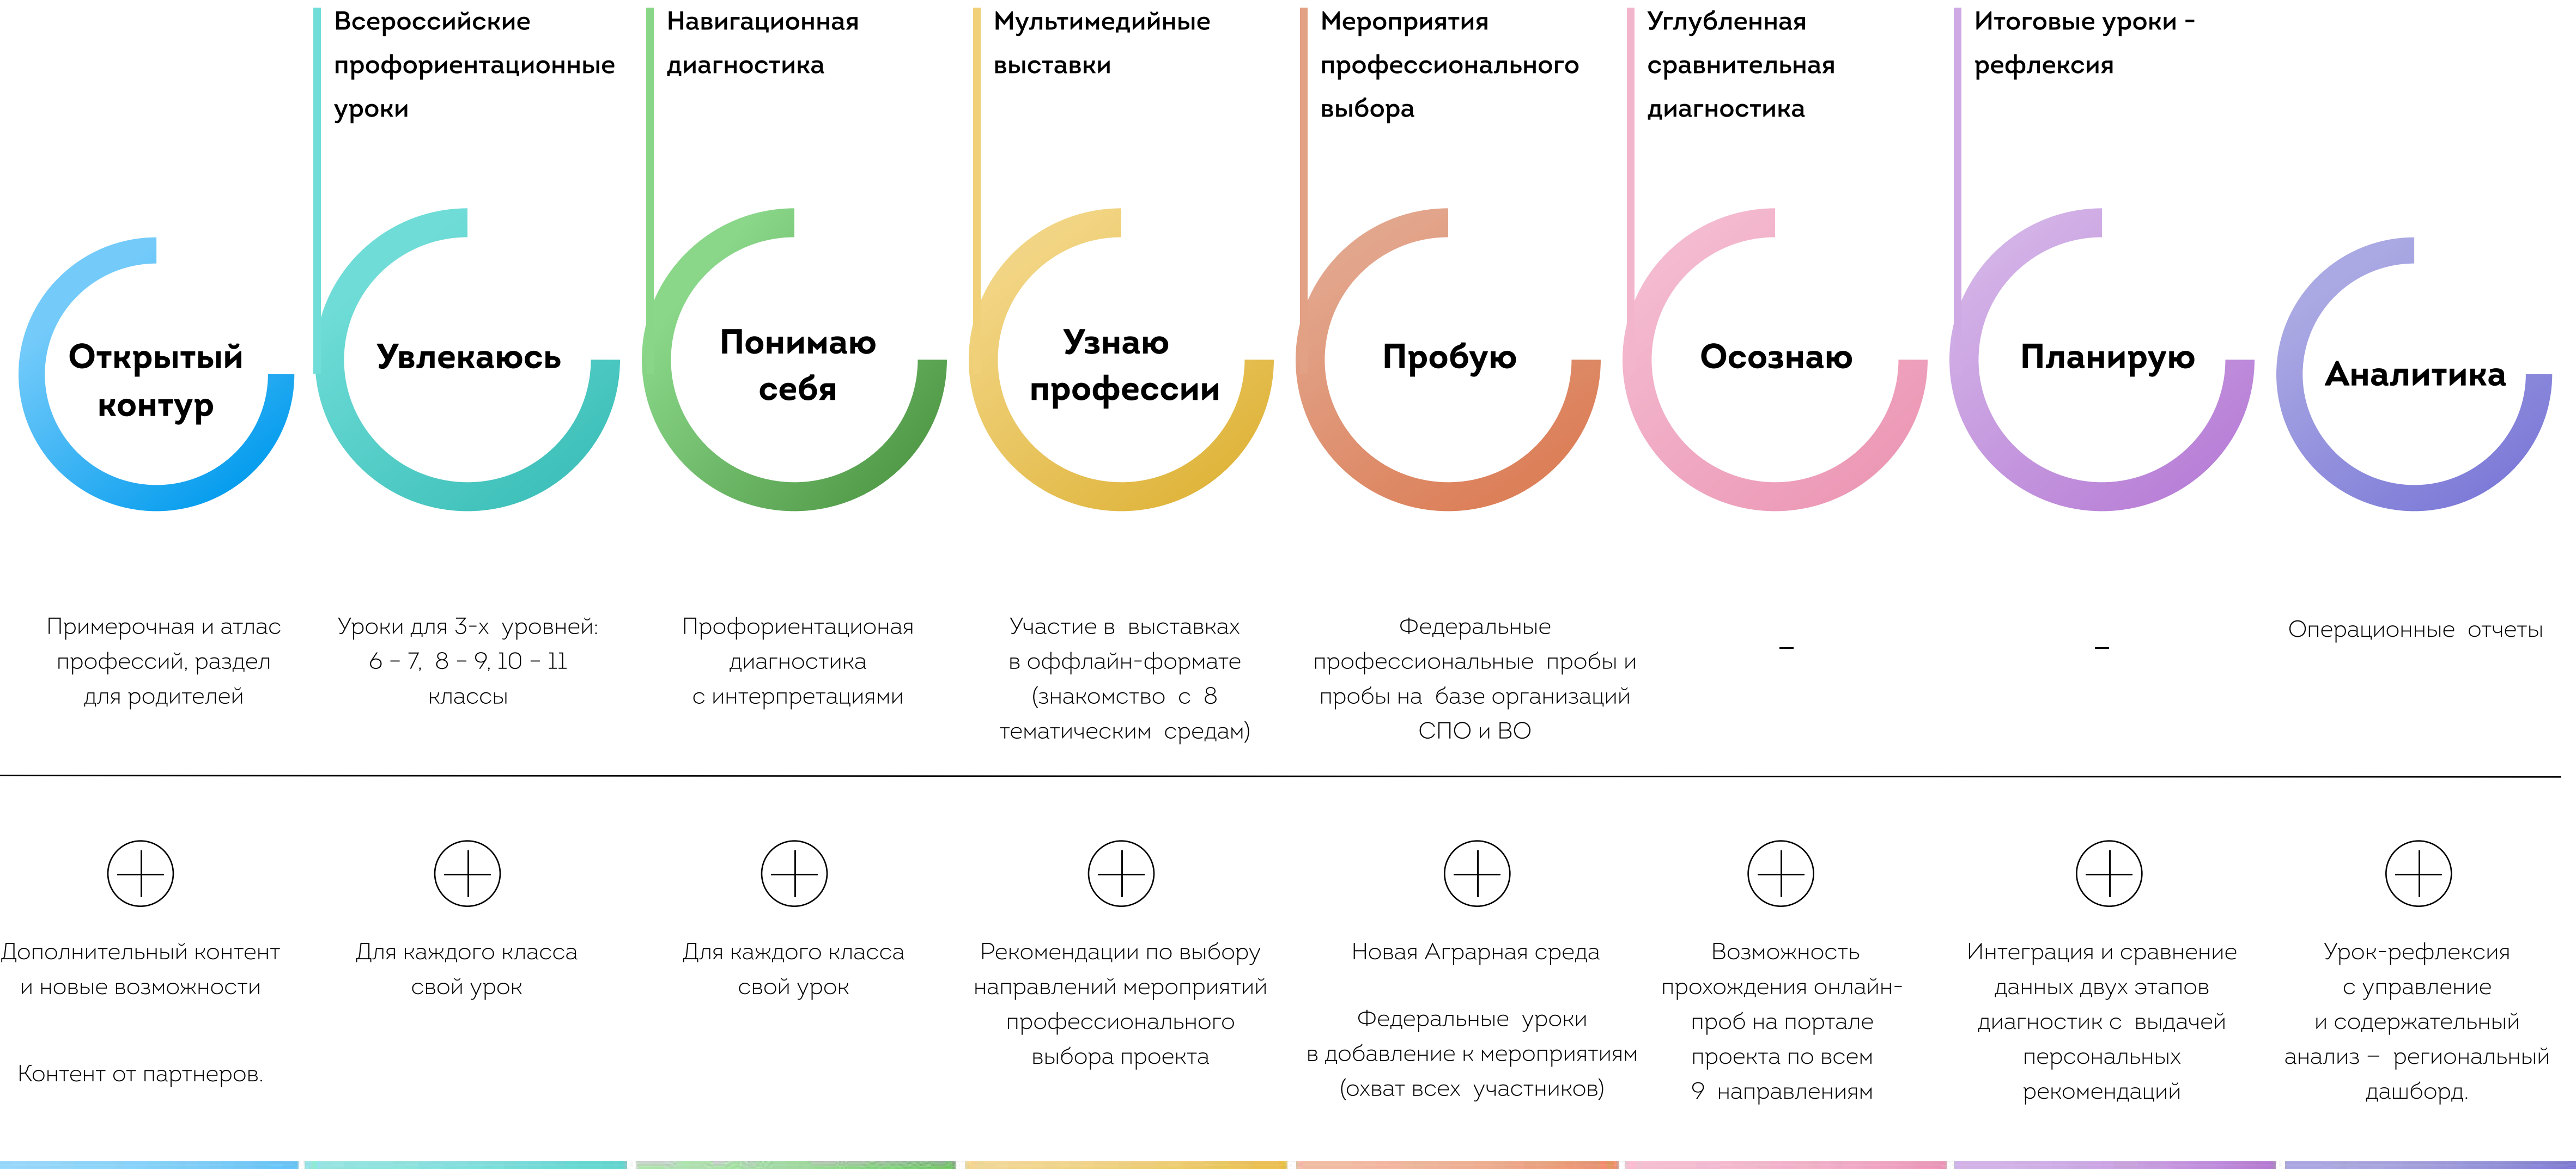 Всероссийские
профориентационные
уроки
Навигационная
диагностика
Мультимедийные
выставки
Мероприятия
профессионального
выбора
Углубленная
сравнительная
диагностика
Итоговые уроки -
рефлексия
Открытый
контур
Увлекаюсь
Понимаю
себя
Узнаю
профессии
Пробую
Осознаю
Планирую
Аналитика
Примерочная и атлас
профессий, раздел
для родителей
Уроки для 3-х уровней:
6 – 7, 8 – 9, 10 – 11
классы
Профориентационая
диагностика
с интерпретациями
Участие в выставках
в оффлайн-формате
(знакомство с 8
тематическим средам)
Федеральные
профессиональные пробы и
пробы на базе организаций
СПО и ВО
–
–
Операционные отчеты
Дополнительный контент
и новые возможности
Контент от партнеров.
Для каждого класса
свой урок
Для каждого класса
свой урок
Рекомендации по выбору
направлений мероприятий
профессионального
выбора проекта
Новая Аграрная среда
Федеральные уроки
в добавление к мероприятиям
(охват всех участников)
Возможность
прохождения онлайн-
проб на портале
проекта по всем
9 направлениям
Интеграция и сравнение
данных двух этапов
диагностик с выдачей
персональных
рекомендаций
Урок-рефлексия
с управление
и содержательный
анализ – региональный
дашборд.